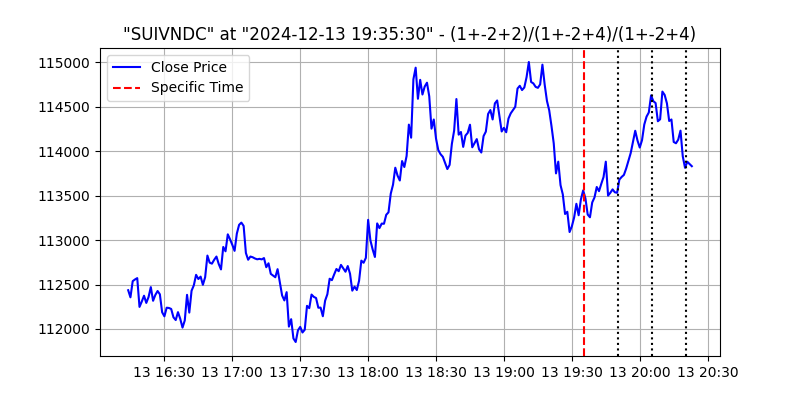 "SUIVNDC" at "2024-12-13 19:35:30" - (1+-2+2)/(1+-2+4)/(1+-2+4)
115000
114500
114000
113500
113000
112500
112000
Close Price
Specific Time
13 16:30 13 17:00 13 17:30 13 18:00 13 18:30 13 19:00 13 19:30 13 20:00 13 20:30